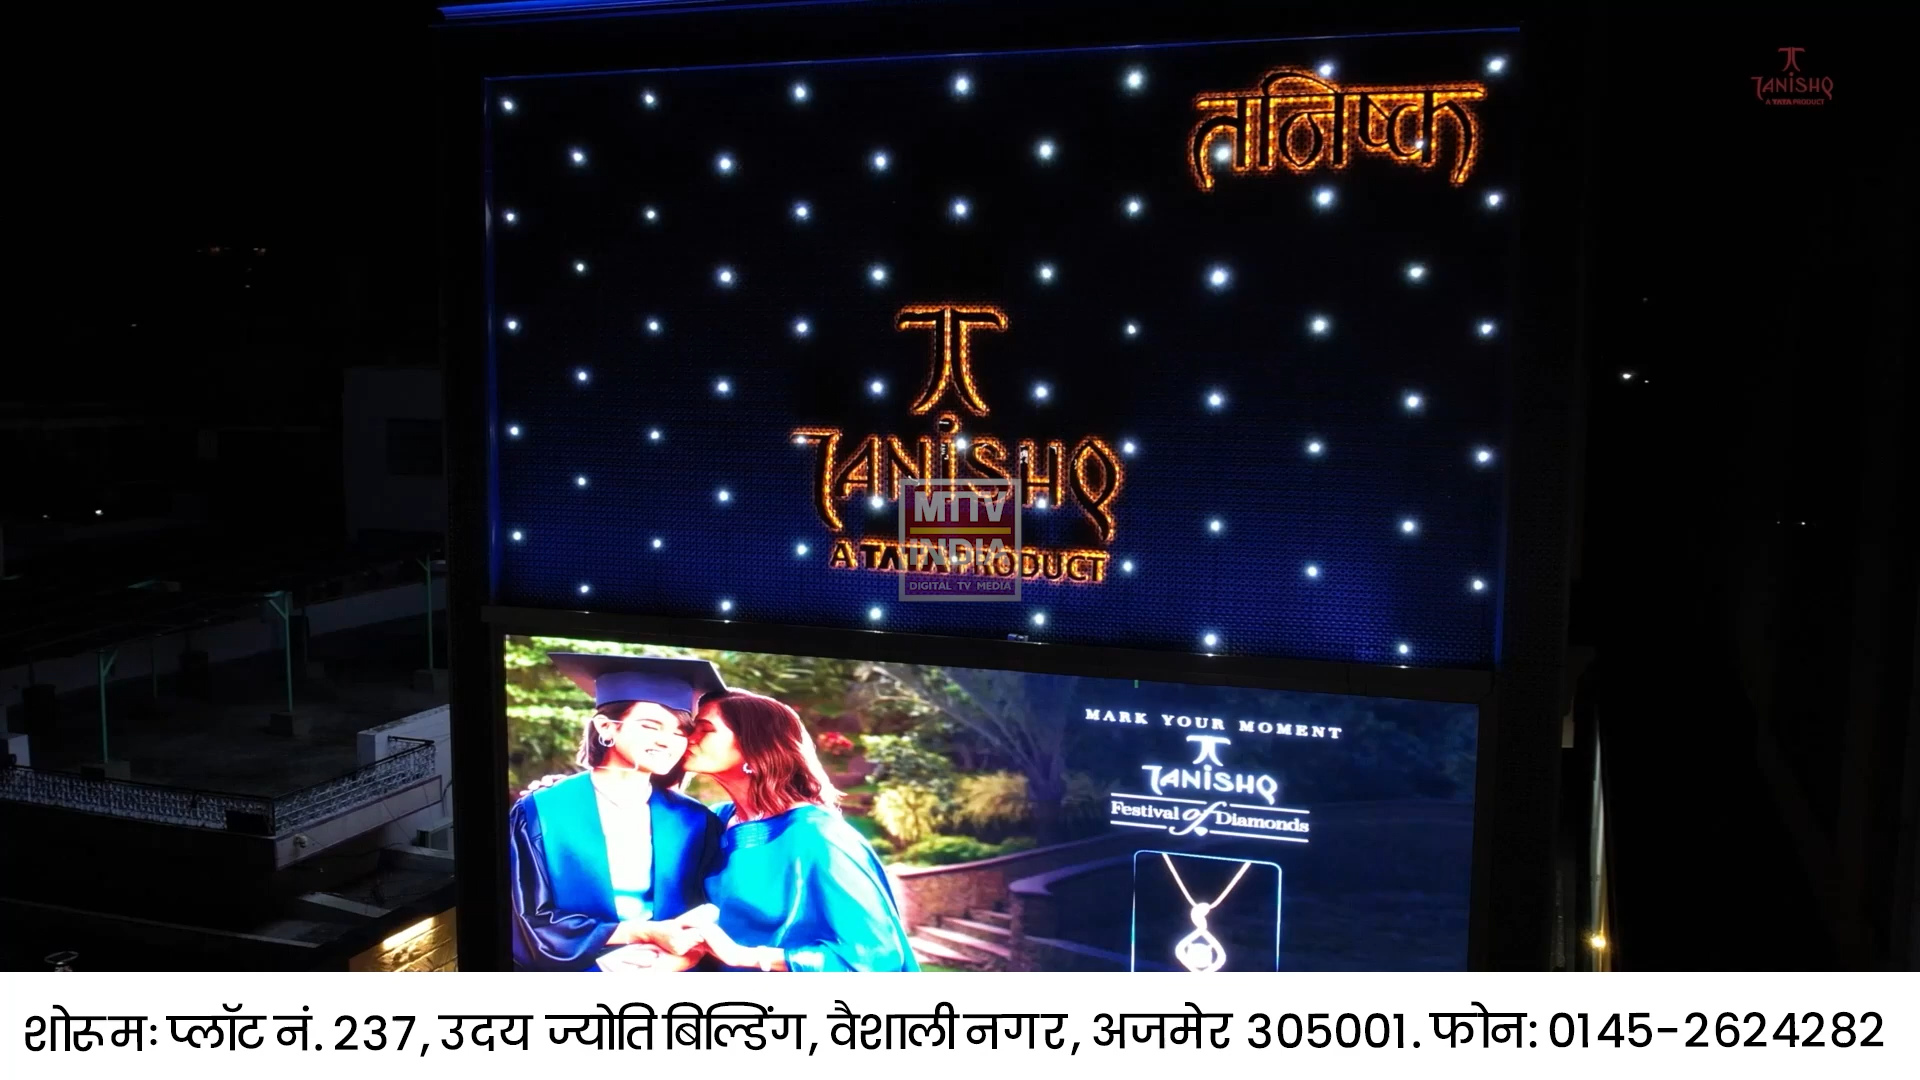 तनिष्क
TANISHQ
A TATA PRODUCT
TANISHQ
A TATA PRODUCT
MTTV
INDIA
DIGITAL TV MEDIA
MARK YOUR MOMENT
TANISHQ
Festival of Diamonds
शोरूम: प्लॉट नं. 237, उदय ज्योति बिल्डिंग, वैशाली नगर, अजमेर 305001. फोन: 0145-2624282